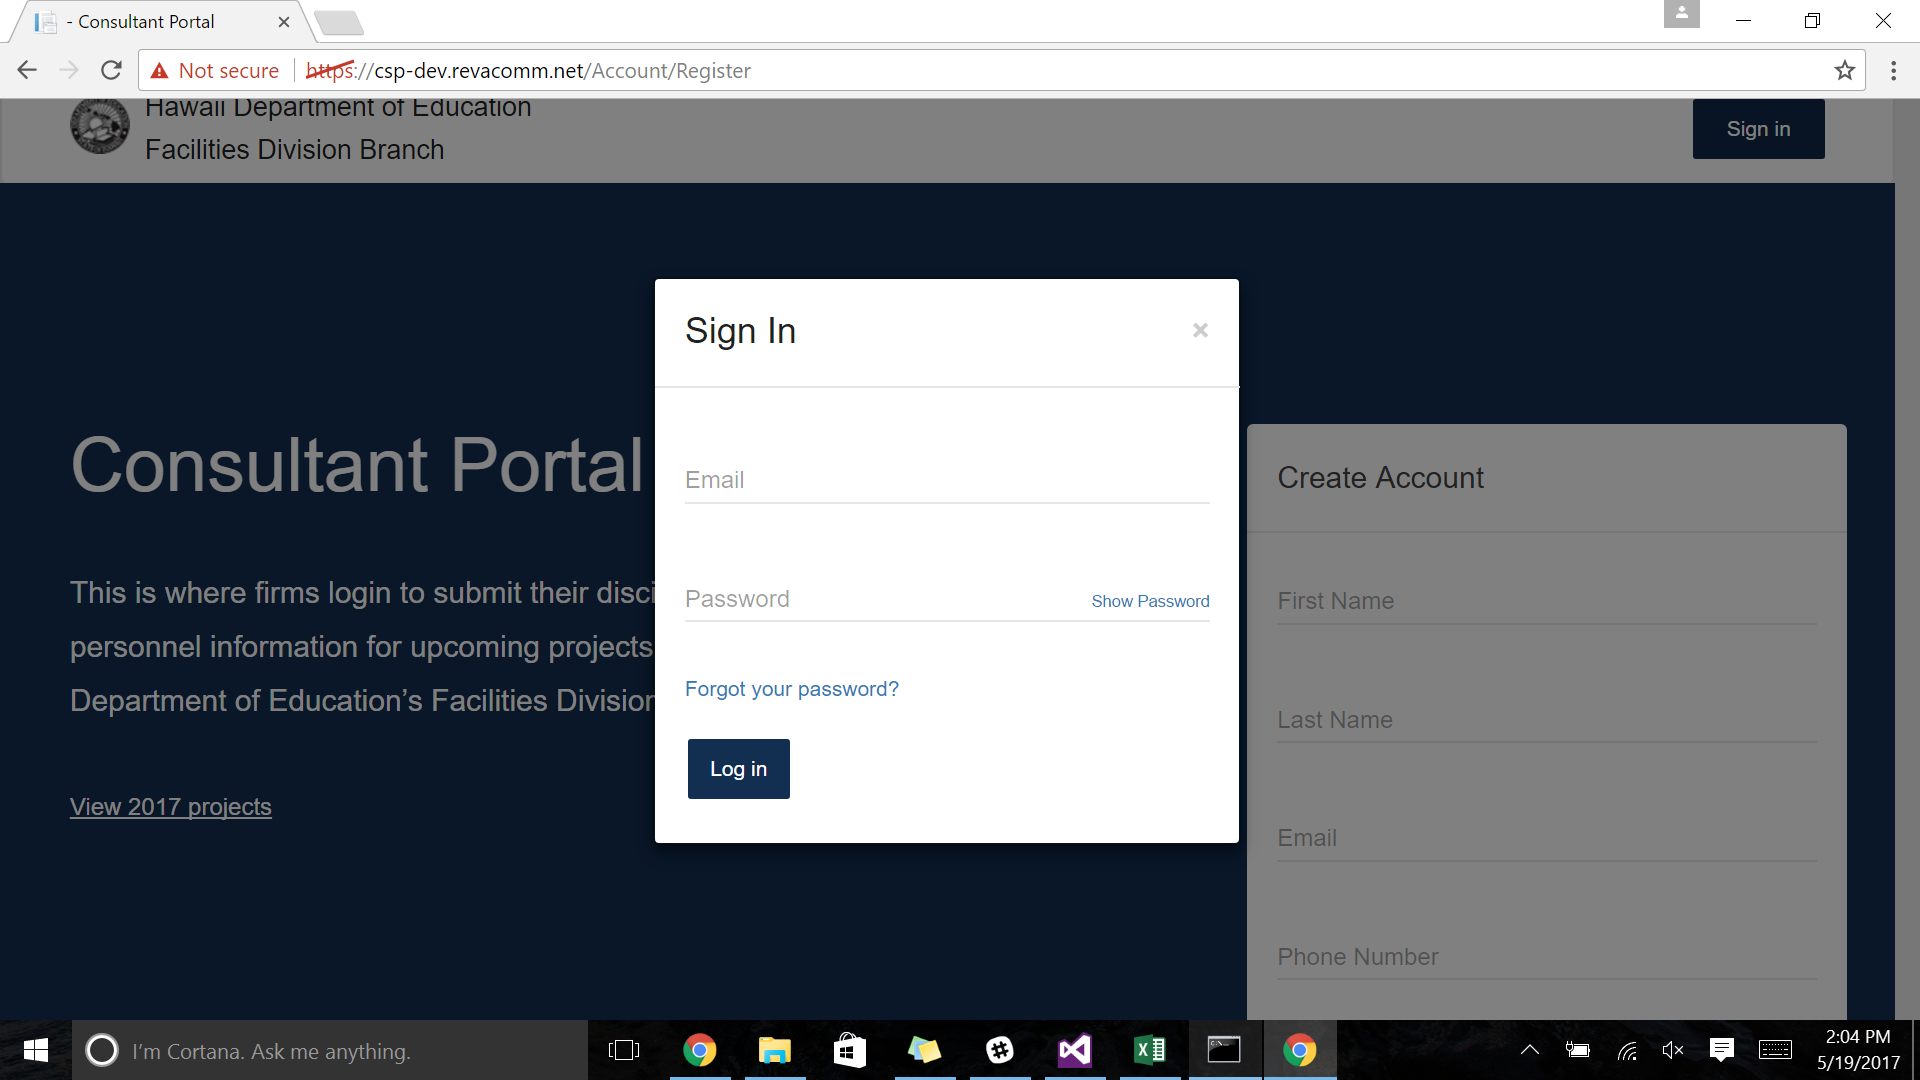 - Consultant Portal
Not secure
https://csp-dev.revacomm.net/Account/Register
Hawaii Department of Education
Facilities Division Branch
Sign in
Sign In
×
Email
Password
Show Password
Forgot your password?
Log in
Consultant Portal
This is where firms login to submit their disci
personnel information for upcoming projects
Department of Education’s Facilities Division
View 2017 projects
Create Account
First Name
Last Name
Email
Phone Number
I’m Cortana. Ask me anything.
2:04 PM
5/19/2017